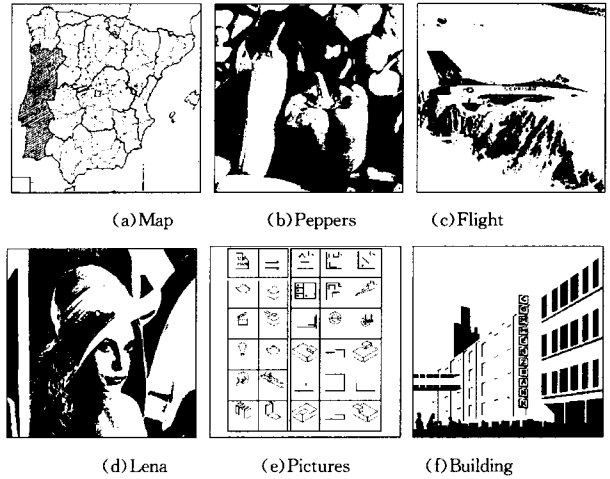 (a)Map
(b)Peppers
(c)Flight
(d)Lena
(e)Pictures
(f)Building